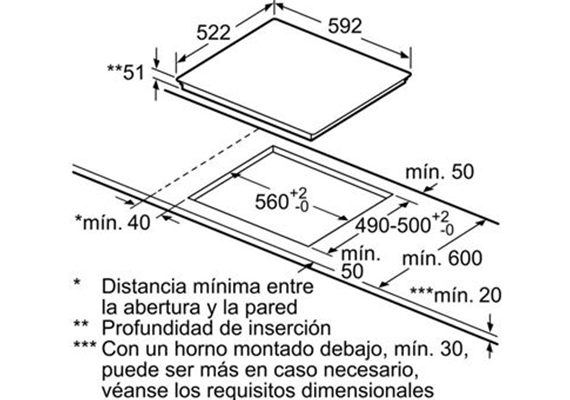 522
592
**51
mín. 50
560 +2 -0
*mín. 40
490-500 +2 -0
mín. 50
mín. 600
***mín. 20
* Distancia mínima entre
la abertura y la pared
** Profundidad de inserción
*** Con un horno montado debajo, mín. 30,
puede ser más en caso necesario,
véanse los requisitos dimensionales